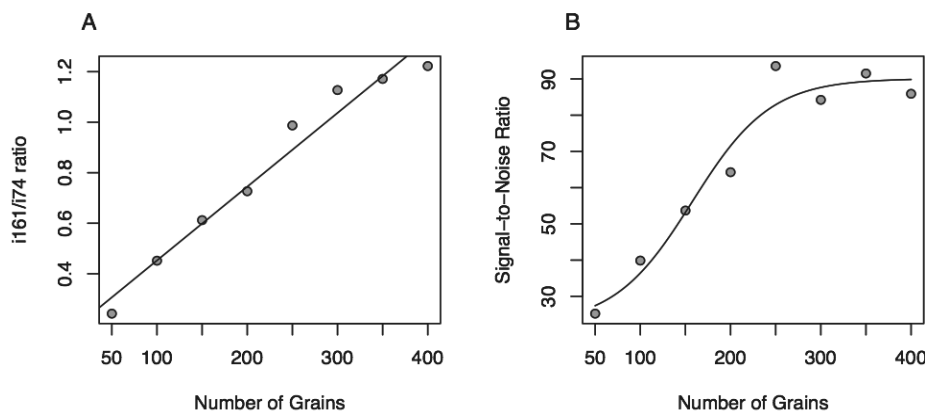 A
i161/i74 ratio
1.2
1.0
0.8
0.6
0.4
50 100 200 300 400
Number of Grains
B
Signal-to-Noise Ratio
90
70
50
30
50 100 200 300 400
Number of Grains